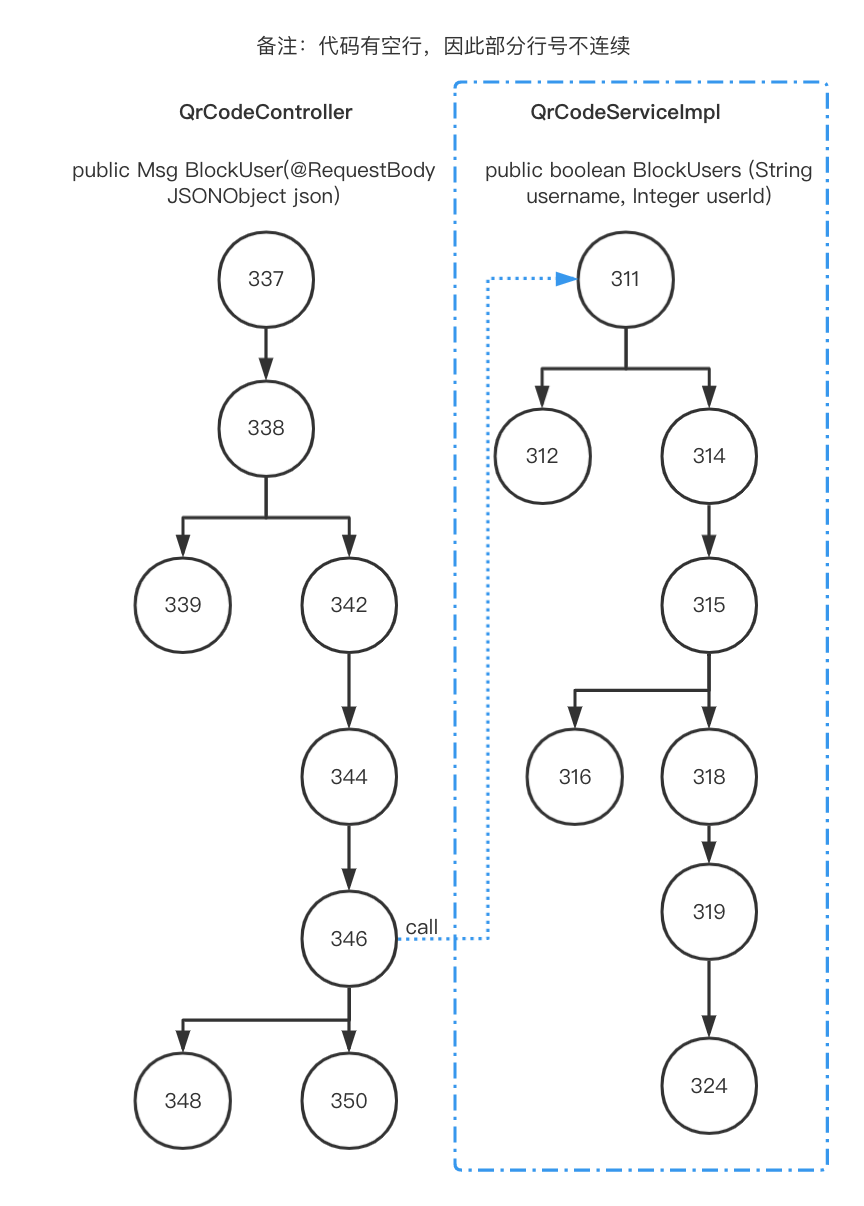 备注：代码有空行，因此部分行号不连续
QrCodeController
public Msg BlockUser(@RequestBody
JSONObject json)
337
338
339
342
344
346
call
348
350
QrCodeServiceImpl
public boolean BlockUsers (String
username, Integer userId)
311
312
314
315
316
318
319
324